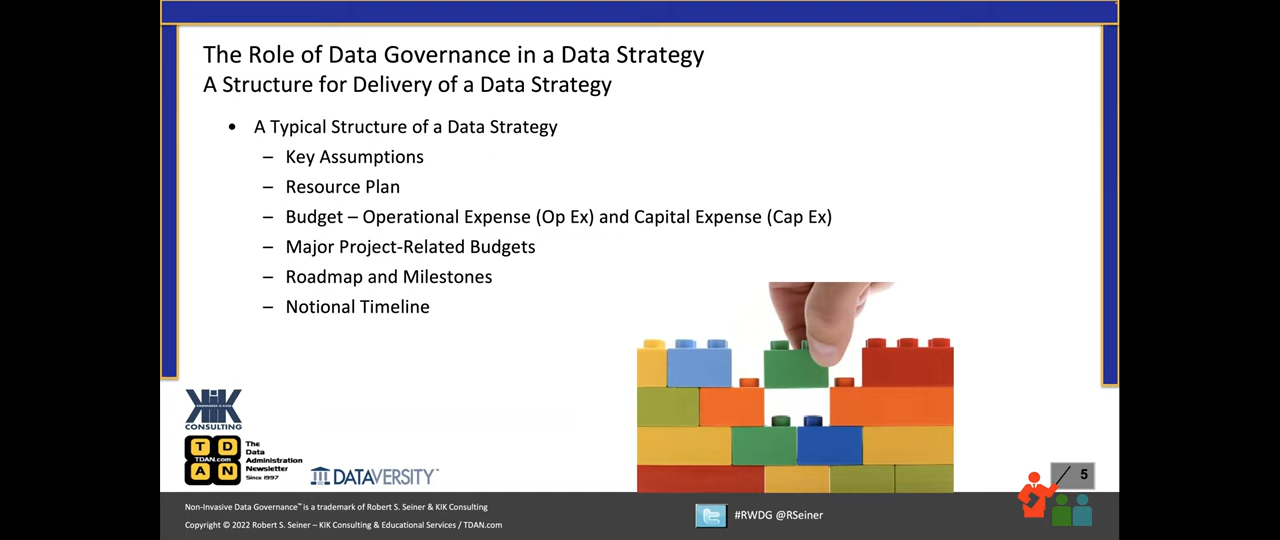 The Role of Data Governance in a Data Strategy
A Structure for Delivery of a Data Strategy
• A Typical Structure of a Data Strategy
– Key Assumptions
– Resource Plan
– Budget – Operational Expense (Op Ex) and Capital Expense (Cap Ex)
– Major Project-Related Budgets
– Roadmap and Milestones
– Notional Timeline
KIK
CONSULTING
T D
TDAN.com
A N
The
Data
Administration
Newsletter
Since 1997
DATAVERSITY™
Non-Invasive Data Governance™ is a trademark of Robert S. Seiner & KIK Consulting
Copyright © 2022 Robert S. Seiner – KIK Consulting & Educational Services / TDAN.com
#RWDG @RSeiner
5